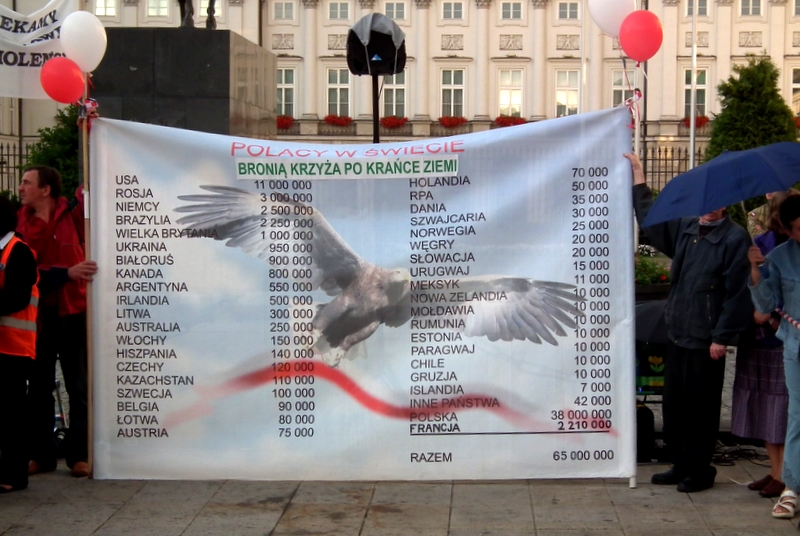 EKAMY
MOLEŃS
POLACY W ŚWIECIE
BRONIĄ KRZYŻA PO KRAŃCE ZIEMI
USA 11 000 000
ROSJA 3 000 000
NIEMCY 2 500 000
BRAZYLIA 2 250 000
WIELKA BRYTANIA 1 000 000
UKRAINA 950 000
BIAŁORUŚ 900 000
KANADA 800 000
ARGENTYNA 550 000
IRLANDIA 500 000
LITWA 300 000
AUSTRALIA 250 000
WŁOCHY 150 000
HISZPANIA 140 000
CZECHY 120 000
KAZACHSTAN 110 000
SZWECJA 100 000
BELGIA 90 000
ŁOTWA 80 000
AUSTRIA 75 000
HOLANDIA 70 000
RPA 50 000
DANIA 35 000
SZWAJCARIA 30 000
NORWEGIA 25 000
WĘGRY 20 000
SŁOWACJA 20 000
URUGWAJ 15 000
MEKSYK 11 000
NOWA ZELANDIA 10 000
MOŁDAWIA 10 000
RUMUNIA 10 000
ESTONIA 10 000
PARAGWAJ 10 000
CHILE 10 000
GRUZJA 10 000
ISLANDIA 7 000
INNE PAŃSTWA 42 000
POLSKA 38 000 000
FRANCJA 2 210 000
RAZEM 65 000 000